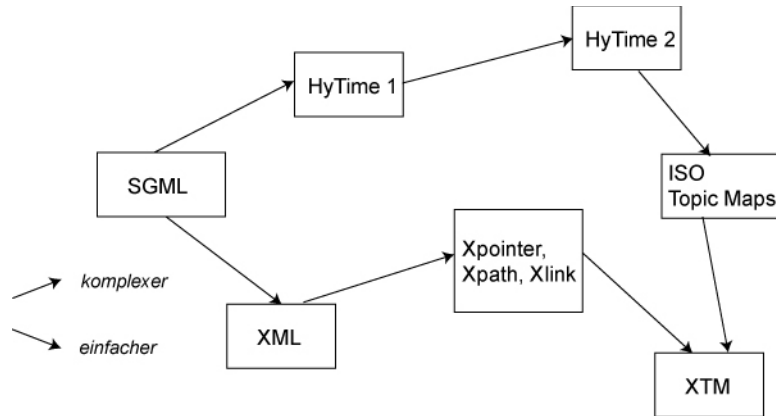 HyTime 2
HyTime 1
SGML
ISO
Topic Maps
Xpointer,
Xpath, Xlink
komplexer
XML
einfacher
XTM